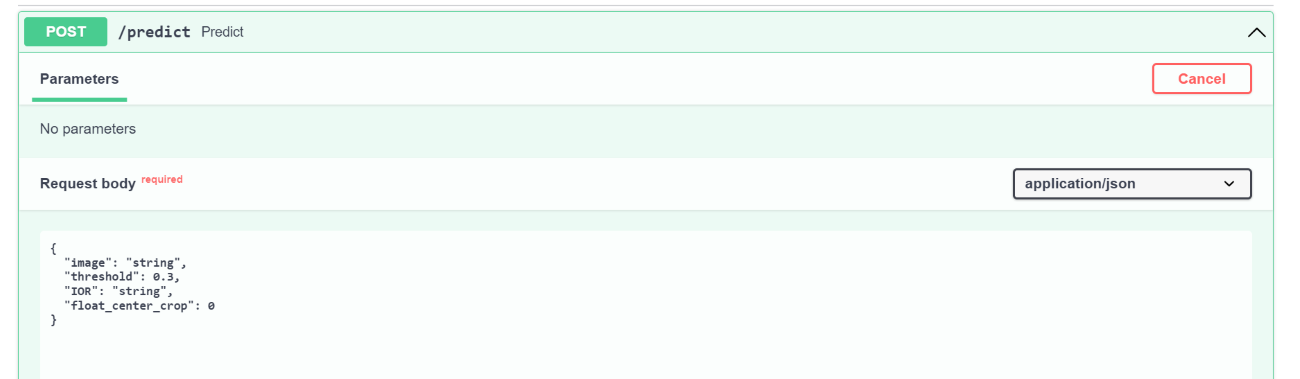 POST /predict Predict
Parameters
Cancel
No parameters
Request body required
application/json
{
  "image": "string",
  "threshold": 0.3,
  "IOR": "string",
  "float_center_crop": 0
}